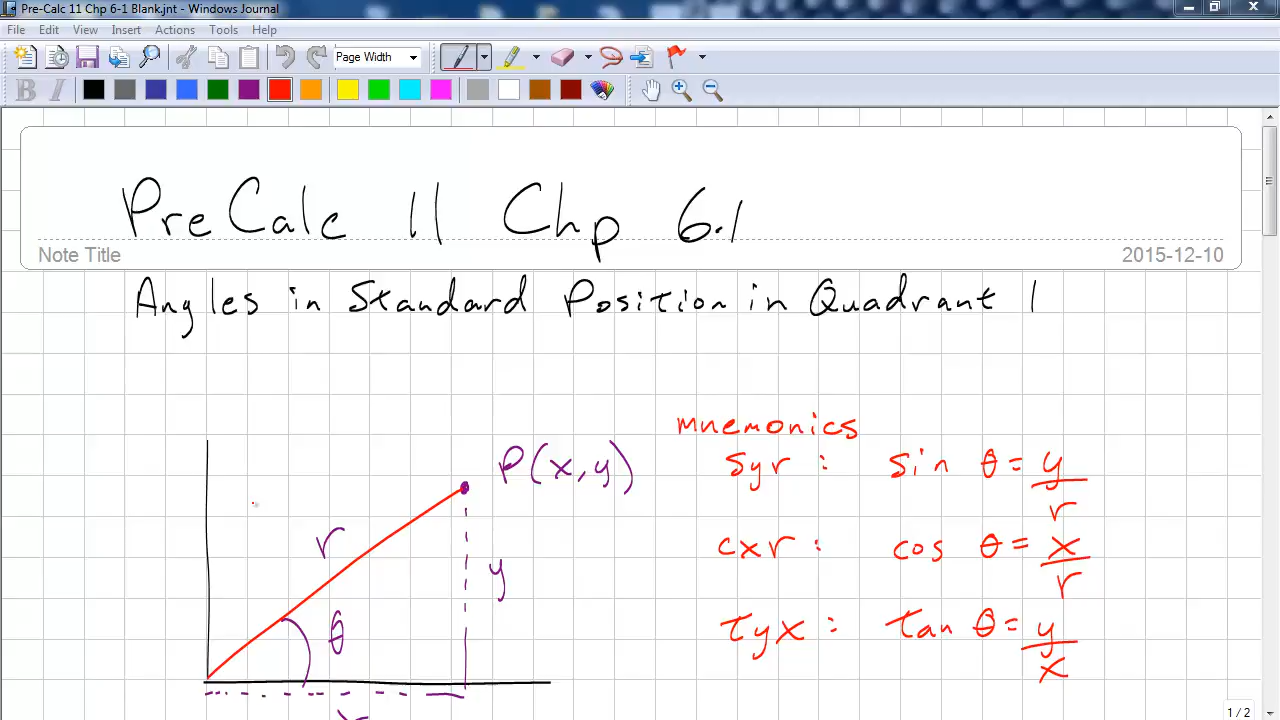 Pre-Calc 11 Chp 6-1 Blank.jnt - Windows Journal
File Edit View Insert Actions Tools Help
Page Width
B I
PreCalc 11 Chp 6.1
Note Title 2015-12-10
Angles in Standard Position in Quadrant 1
mnemonics
P(x,y)
syr : sin θ = y/r
r
cxr : cos θ = x/r
y
θ
tyx : tan θ = y/x
x
1 / 2